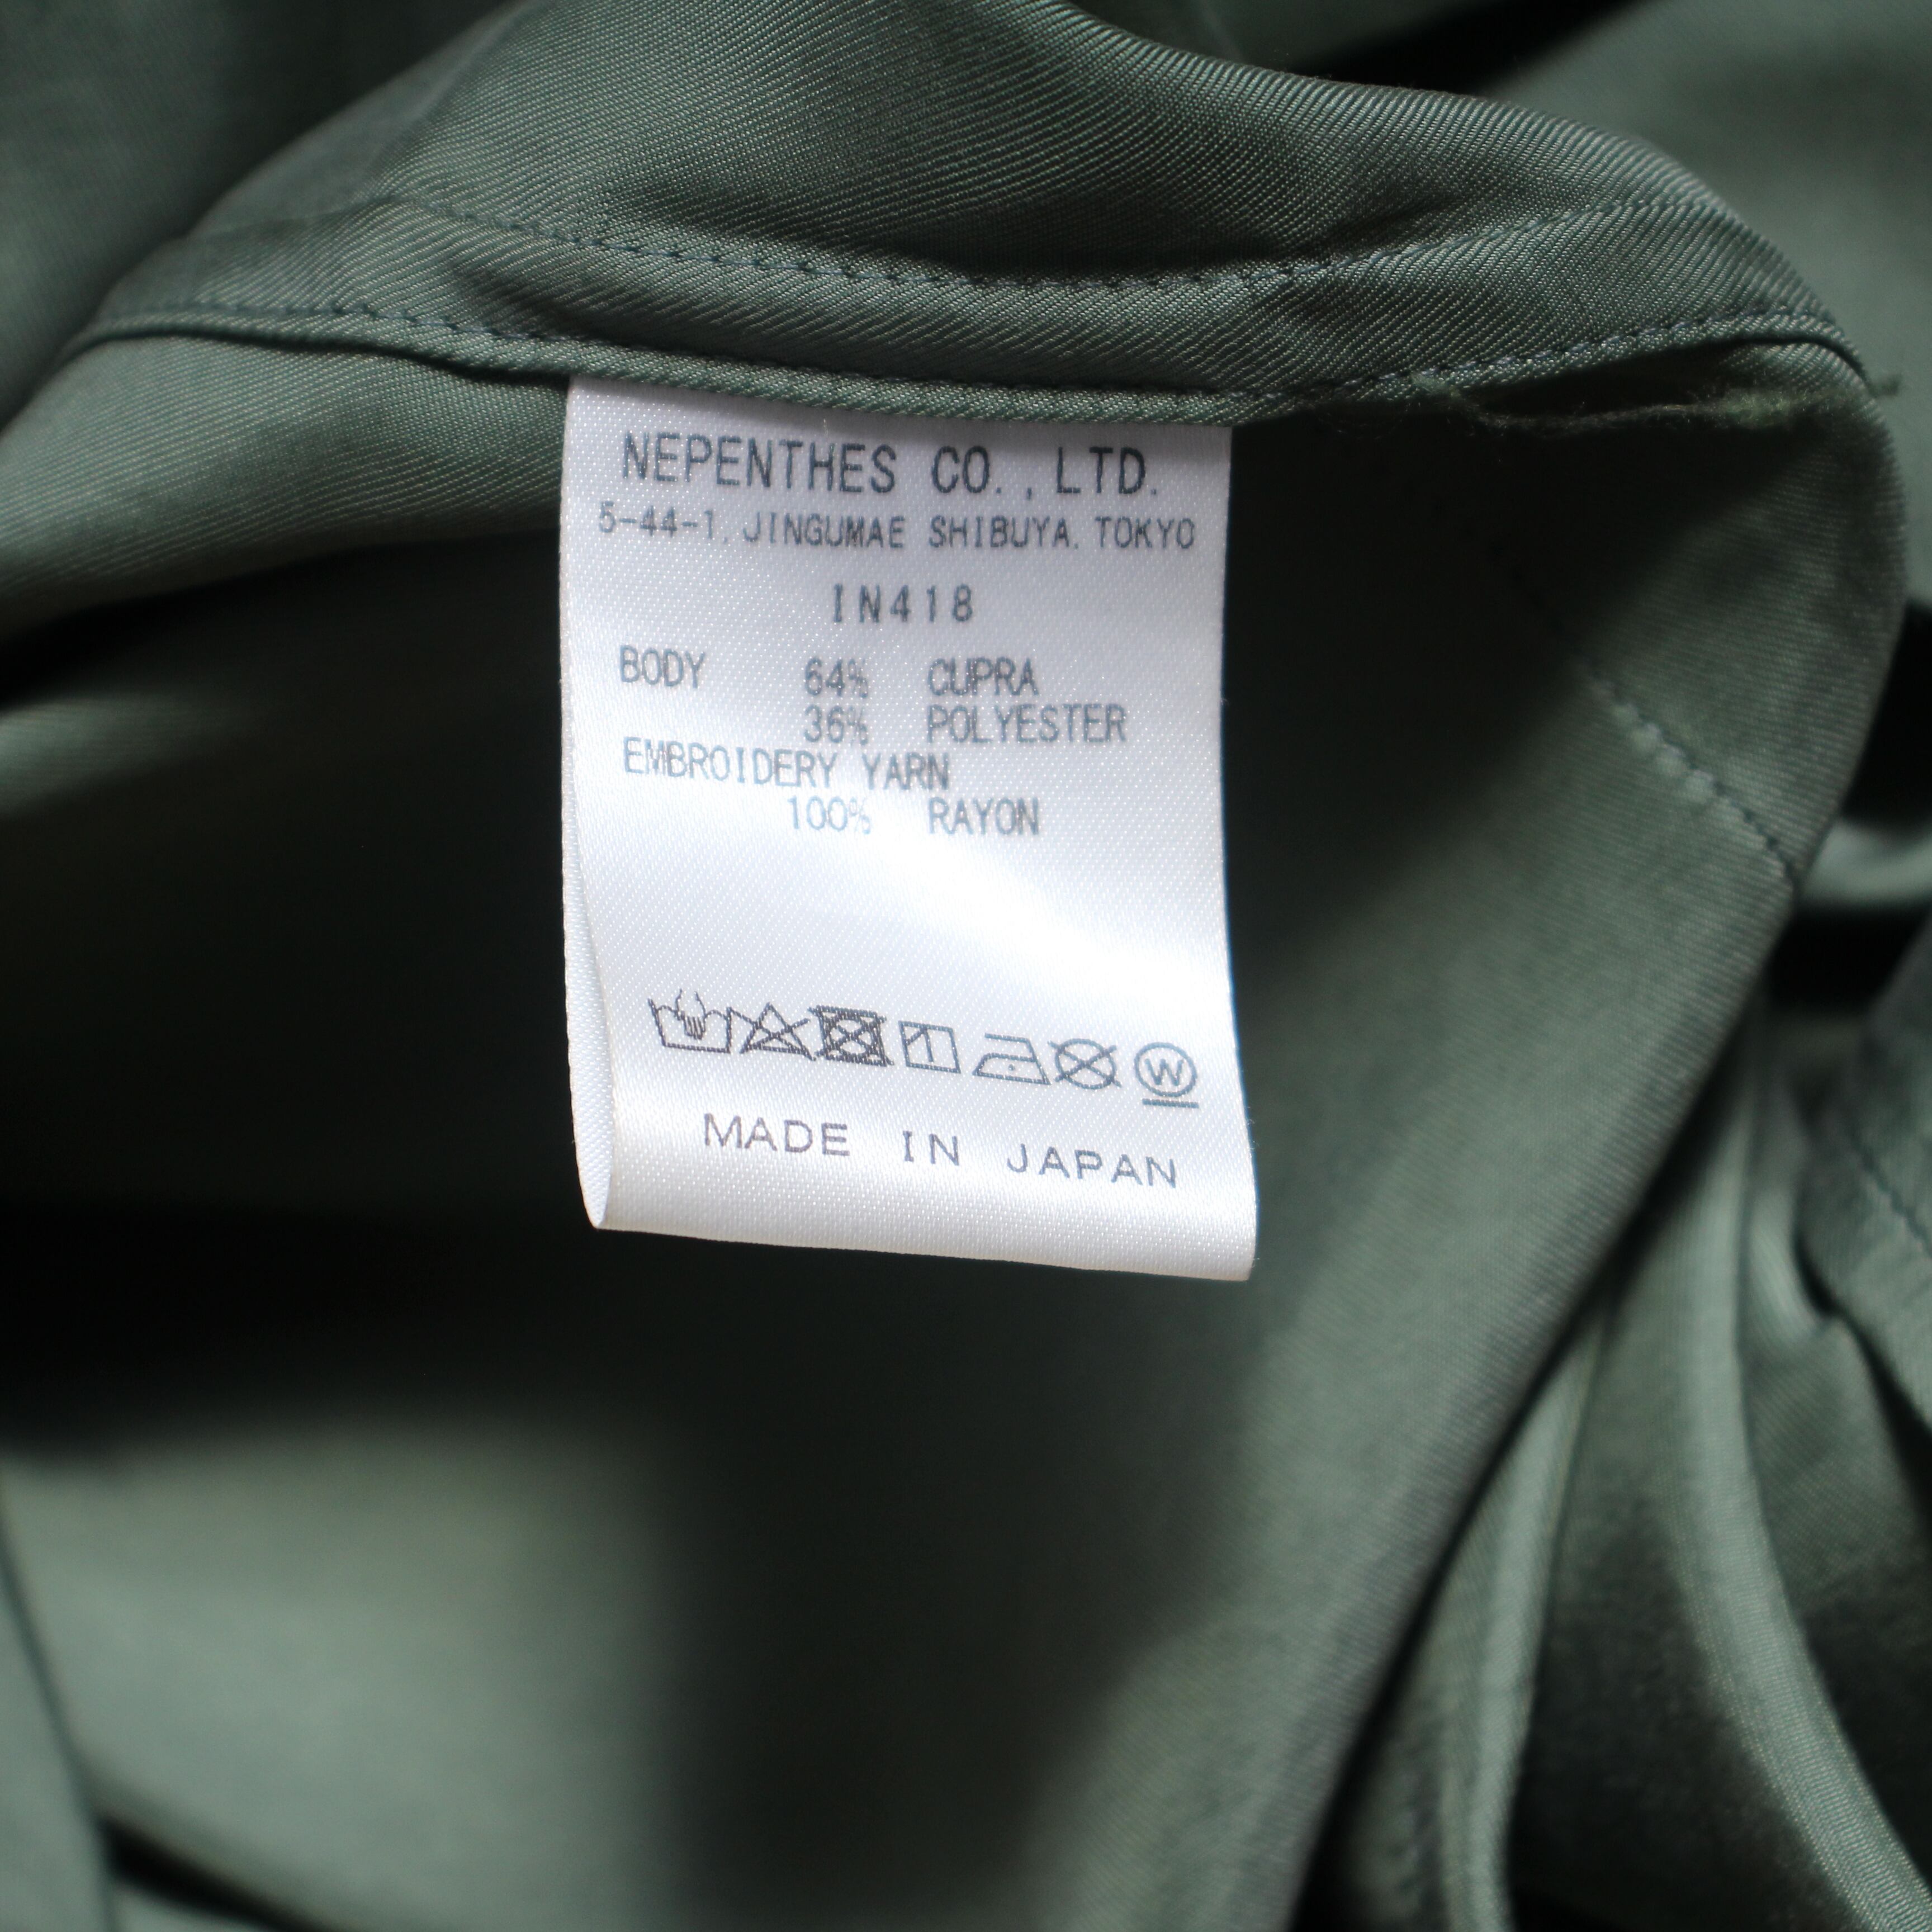 NEPENTHES CO., LTD.
5-44-1, JINGUMAE SHIBUYA, TOKYO
IN418
BODY 64% CUPRA
36% POLYESTER
EMBROIDERY YARN
100% RAYON
W
MADE IN JAPAN